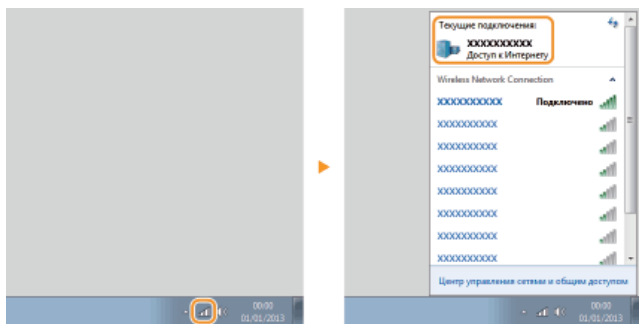 00:00
01/01/2013
Текущие подключения:
XXXXXXXXXX
Доступ к Интернету
Wireless Network Connection
XXXXXXXXXX Подключено
XXXXXXXXXX
XXXXXXXXXX
XXXXXXXXXX
XXXXXXXXXX
XXXXXXXXXX
XXXXXXXXXX
XXXXXXXXXX
Центр управления сетями и общим доступом
00:00
01/01/2013